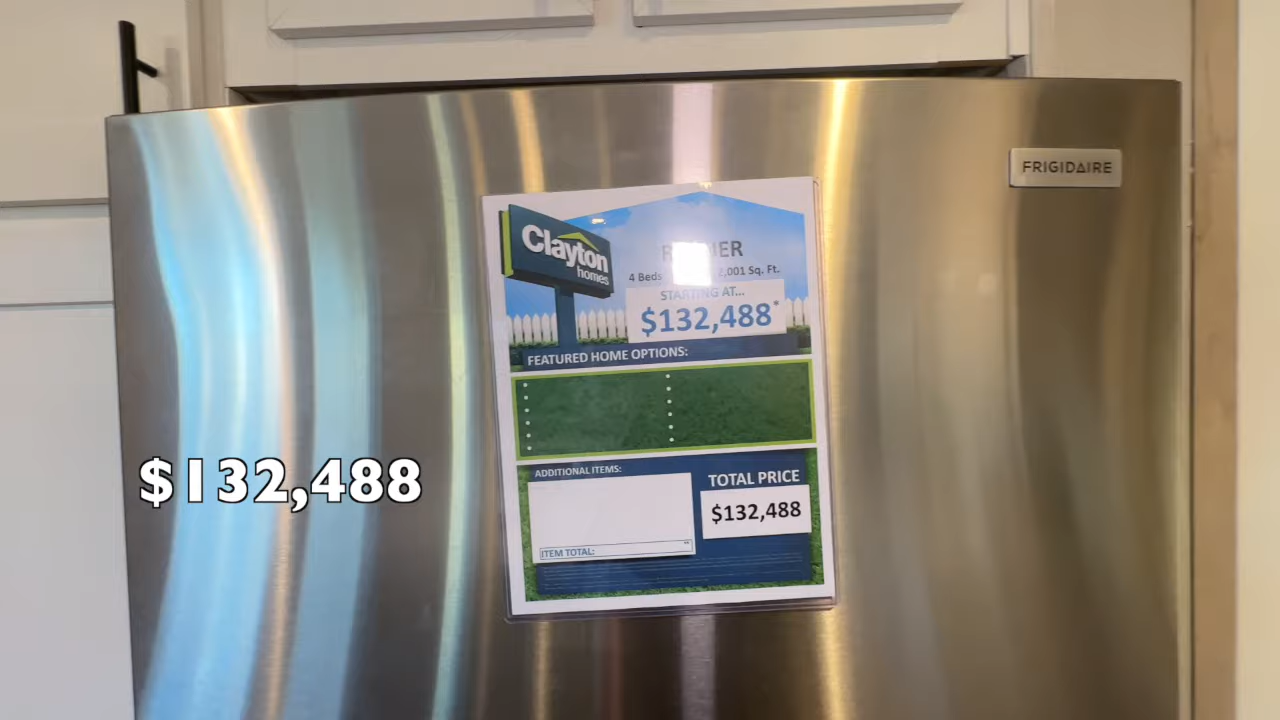 FRIGIDAIRE
Clayton
homes
4 Beds 2,001 Sq. Ft.
STARTING AT...
$132,488*
FEATURED HOME OPTIONS:
ADDITIONAL ITEMS:
TOTAL PRICE
$132,488
ITEM TOTAL:
$132,488